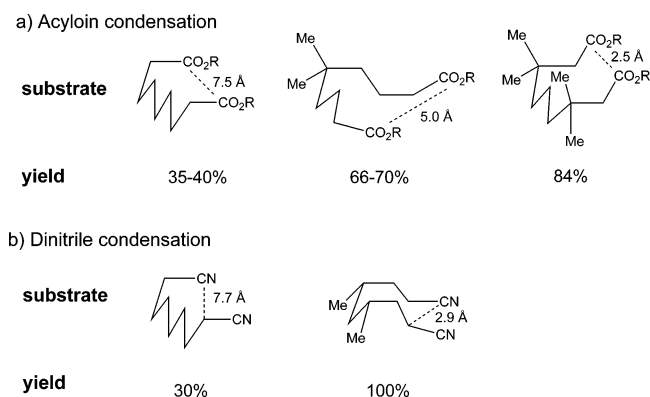 a) Acyloin condensation
substrate
CO₂R
7.5 Å
CO₂R
Me
Me
CO₂R
5.0 Å
CO₂R
Me
Me
CO₂R
2.5 Å
Me
CO₂R
Me
yield
35-40%
66-70%
84%
b) Dinitrile condensation
substrate
CN
7.7 Å
CN
Me
CN
2.9 Å
Me
CN
yield
30%
100%